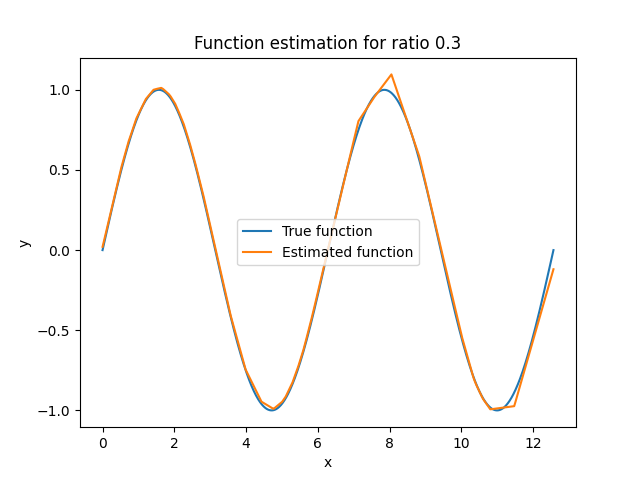 Function estimation for ratio 0.3
1.0
0.5
0.0
−0.5
−1.0
y
True function
Estimated function
0 2 4 6 8 10 12
x